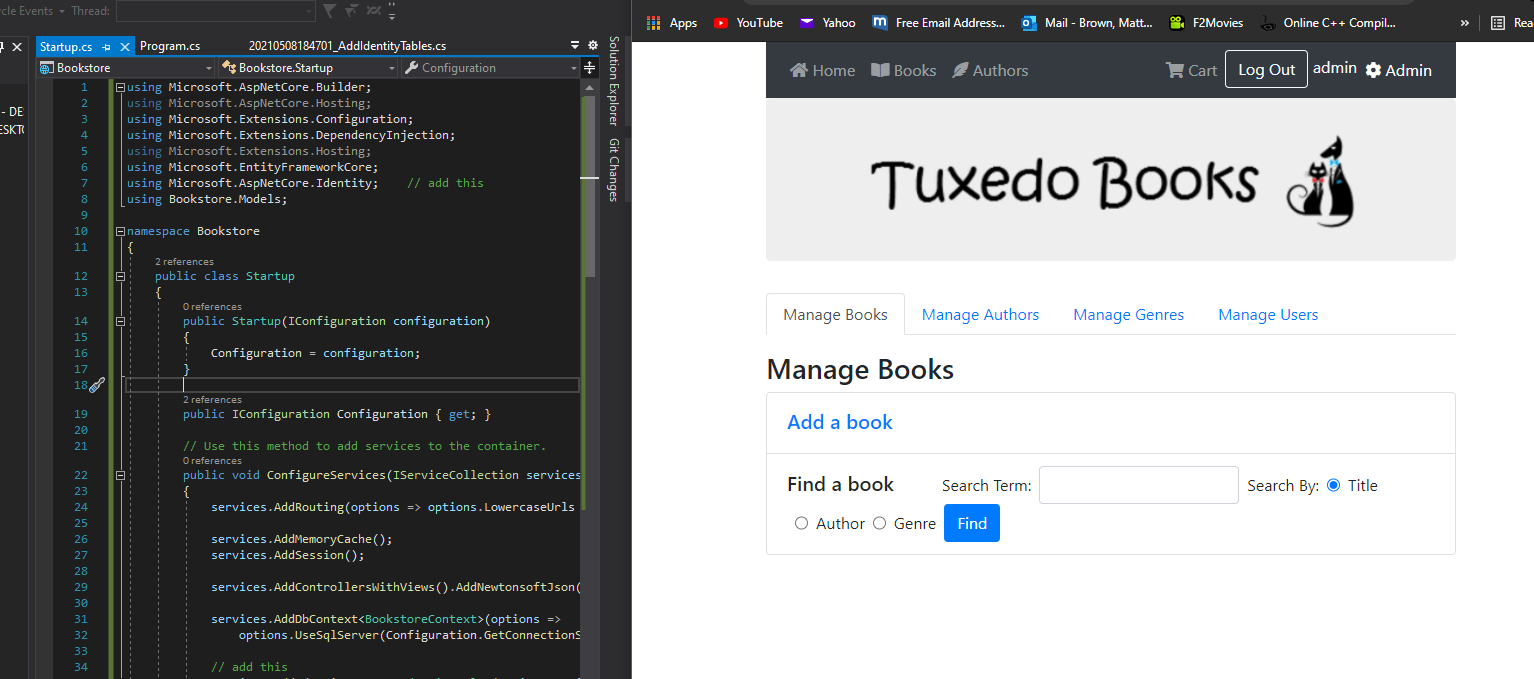 cle Events Thread:
- DE
ESKTO
Startup.cs Program.cs 20210508184701_AddIdentityTables.cs
Bookstore Bookstore.Startup Configuration
1 using Microsoft.AspNetCore.Builder;
2 using Microsoft.AspNetCore.Hosting;
3 using Microsoft.Extensions.Configuration;
4 using Microsoft.Extensions.DependencyInjection;
5 using Microsoft.Extensions.Hosting;
6 using Microsoft.EntityFrameworkCore;
7 using Microsoft.AspNetCore.Identity; // add this
8 using Bookstore.Models;
9
10 namespace Bookstore
11 {
2 references
12 public class Startup
13 {
0 references
14 public Startup(IConfiguration configuration)
15 {
16 Configuration = configuration;
17 }
18
2 references
19 public IConfiguration Configuration { get; }
20
21 // Use this method to add services to the container.
0 references
22 public void ConfigureServices(IServiceCollection services
23 {
24 services.AddRouting(options => options.LowercaseUrls
25
26 services.AddMemoryCache();
27 services.AddSession();
28
29 services.AddControllersWithViews().AddNewtonsoftJson(
30
31 services.AddDbContext<BookstoreContext>(options =>
32 options.UseSqlServer(Configuration.GetConnectionS
33
34 // add this
Solution Explorer
Git Changes
Apps YouTube Yahoo Free Email Address... Mail - Brown, Matt... F2Movies Online C++ Compil... » Rea
Home Books Authors Cart Log Out admin Admin
Tuxedo Books
Manage Books Manage Authors Manage Genres Manage Users
Manage Books
Add a book
Find a book Search Term: Search By: Title
Author Genre Find